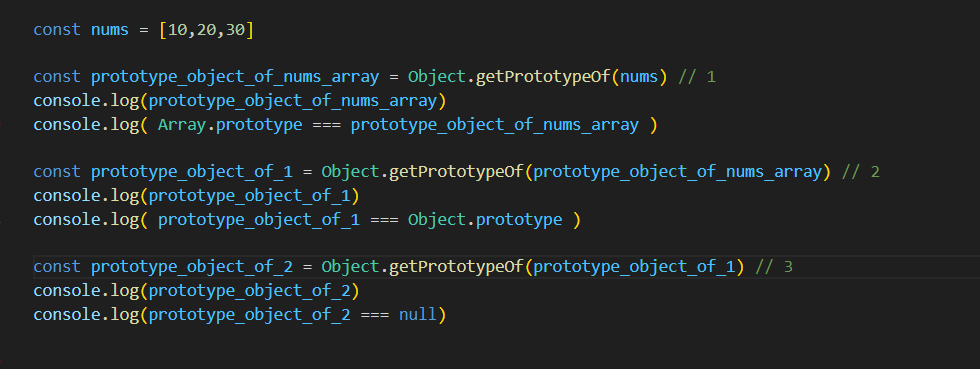 const nums = [10,20,30]
const prototype_object_of_nums_array = Object.getPrototypeOf(nums) // 1
console.log(prototype_object_of_nums_array)
console.log( Array.prototype === prototype_object_of_nums_array )
const prototype_object_of_1 = Object.getPrototypeOf(prototype_object_of_nums_array) // 2
console.log(prototype_object_of_1)
console.log( prototype_object_of_1 === Object.prototype )
const prototype_object_of_2 = Object.getPrototypeOf(prototype_object_of_1) // 3
console.log(prototype_object_of_2)
console.log(prototype_object_of_2 === null)